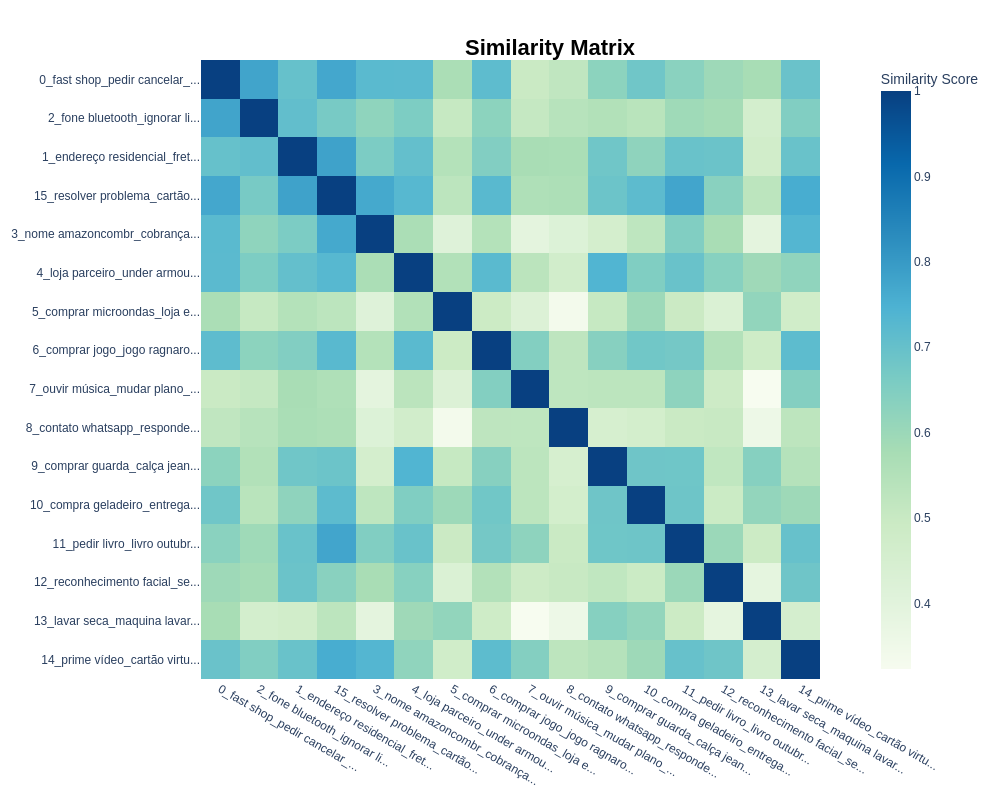 Similarity Matrix
Similarity Score
0_fast shop_pedir cancelar_...
2_fone bluetooth_ignorar li...
1_endereço residencial_fret...
15_resolver problema_cartão...
3_nome amazoncombr_cobrança...
4_loja parceiro_under armou...
5_comprar microondas_loja e...
6_comprar jogo_jogo ragnaro...
7_ouvir música_mudar plano_...
8_contato whatsapp_responde...
9_comprar guarda_calça jean...
10_compra geladeiro_entrega...
11_pedir livro_livro outubr...
12_reconhecimento facial_se...
13_lavar seca_maquina lavar...
14_prime vídeo_cartão virtu...
1
0.9
0.8
0.7
0.6
0.5
0.4
0_fast shop_pedir cancelar_...
2_fone bluetooth_ignorar li...
1_endereço residencial_fret...
15_resolver problema_cartão...
3_nome amazoncombr_cobrança...
4_loja parceiro_under armou...
5_comprar microondas_loja e...
6_comprar jogo_jogo ragnaro...
7_ouvir música_mudar plano_...
8_contato whatsapp_responde...
9_comprar guarda_calça jean...
10_compra geladeiro_entrega...
11_pedir livro_livro outubr...
12_reconhecimento facial_se...
13_lavar seca_maquina lavar...
14_prime vídeo_cartão virtu...